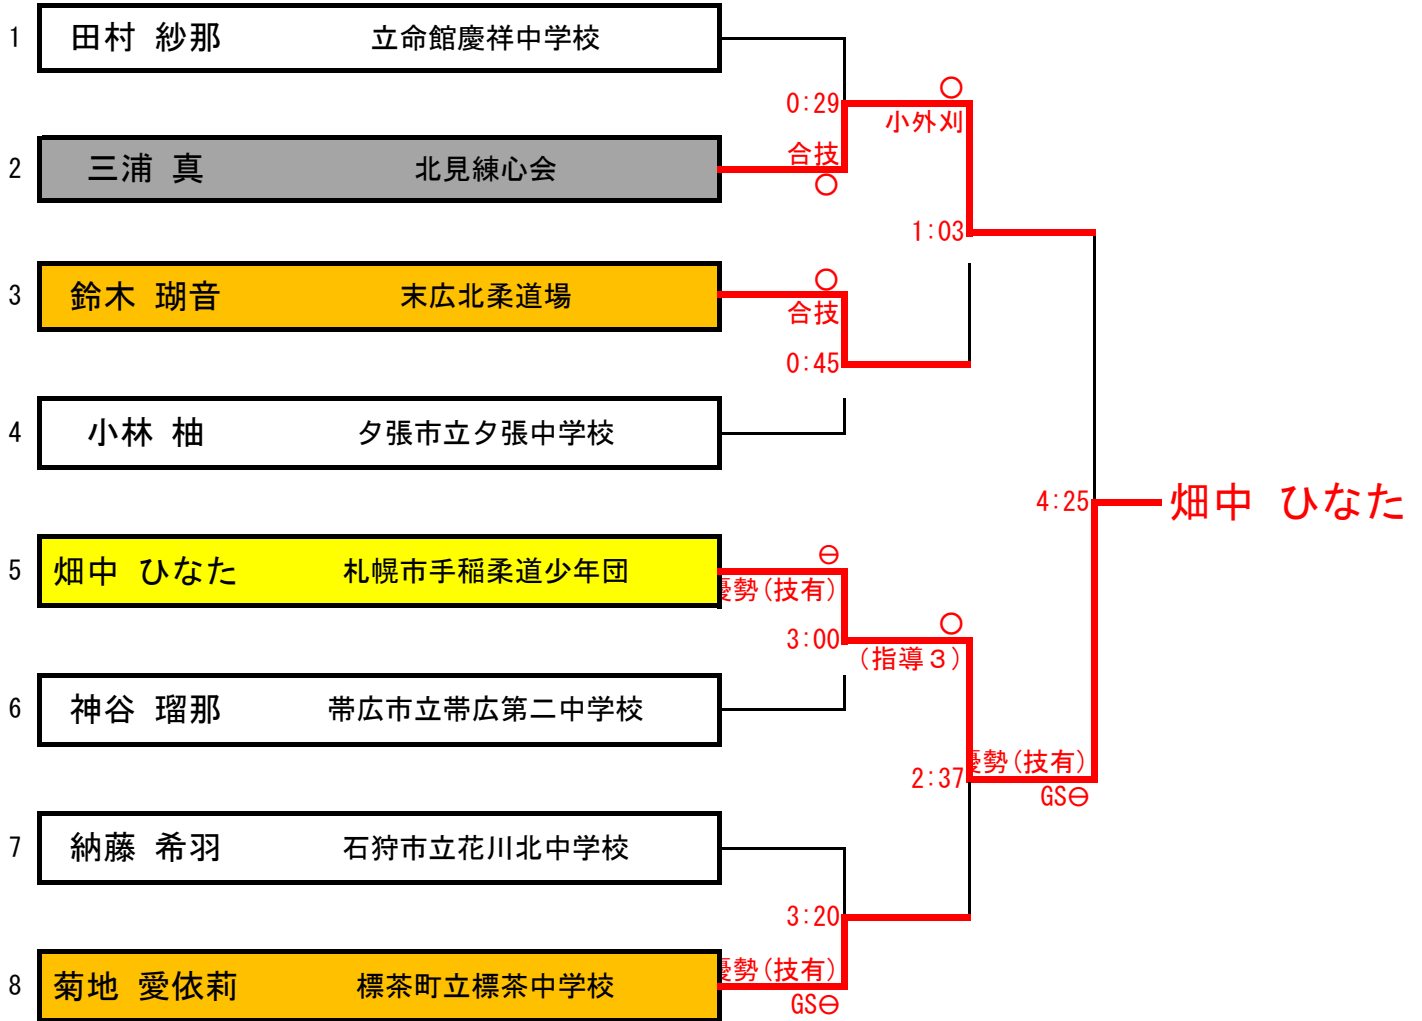 1 田村 紗那 立命館慶祥中学校
0:29
小外刈
2 三浦 真 北見練心会
合技
1:03
3 鈴木 瑚音 末広北柔道場
合技
0:45
4 小林 柚 夕張市立夕張中学校
4:25
畑中 ひなた
5 畑中 ひなた 札幌市手稲柔道少年団
優勢(技有)
3:00
(指導3)
6 神谷 瑠那 帯広市立帯広第二中学校
優勢(技有)
2:37
GS
7 納藤 希羽 石狩市立花川北中学校
3:20
8 菊地 愛依莉 標茶町立標茶中学校
優勢(技有)
GS